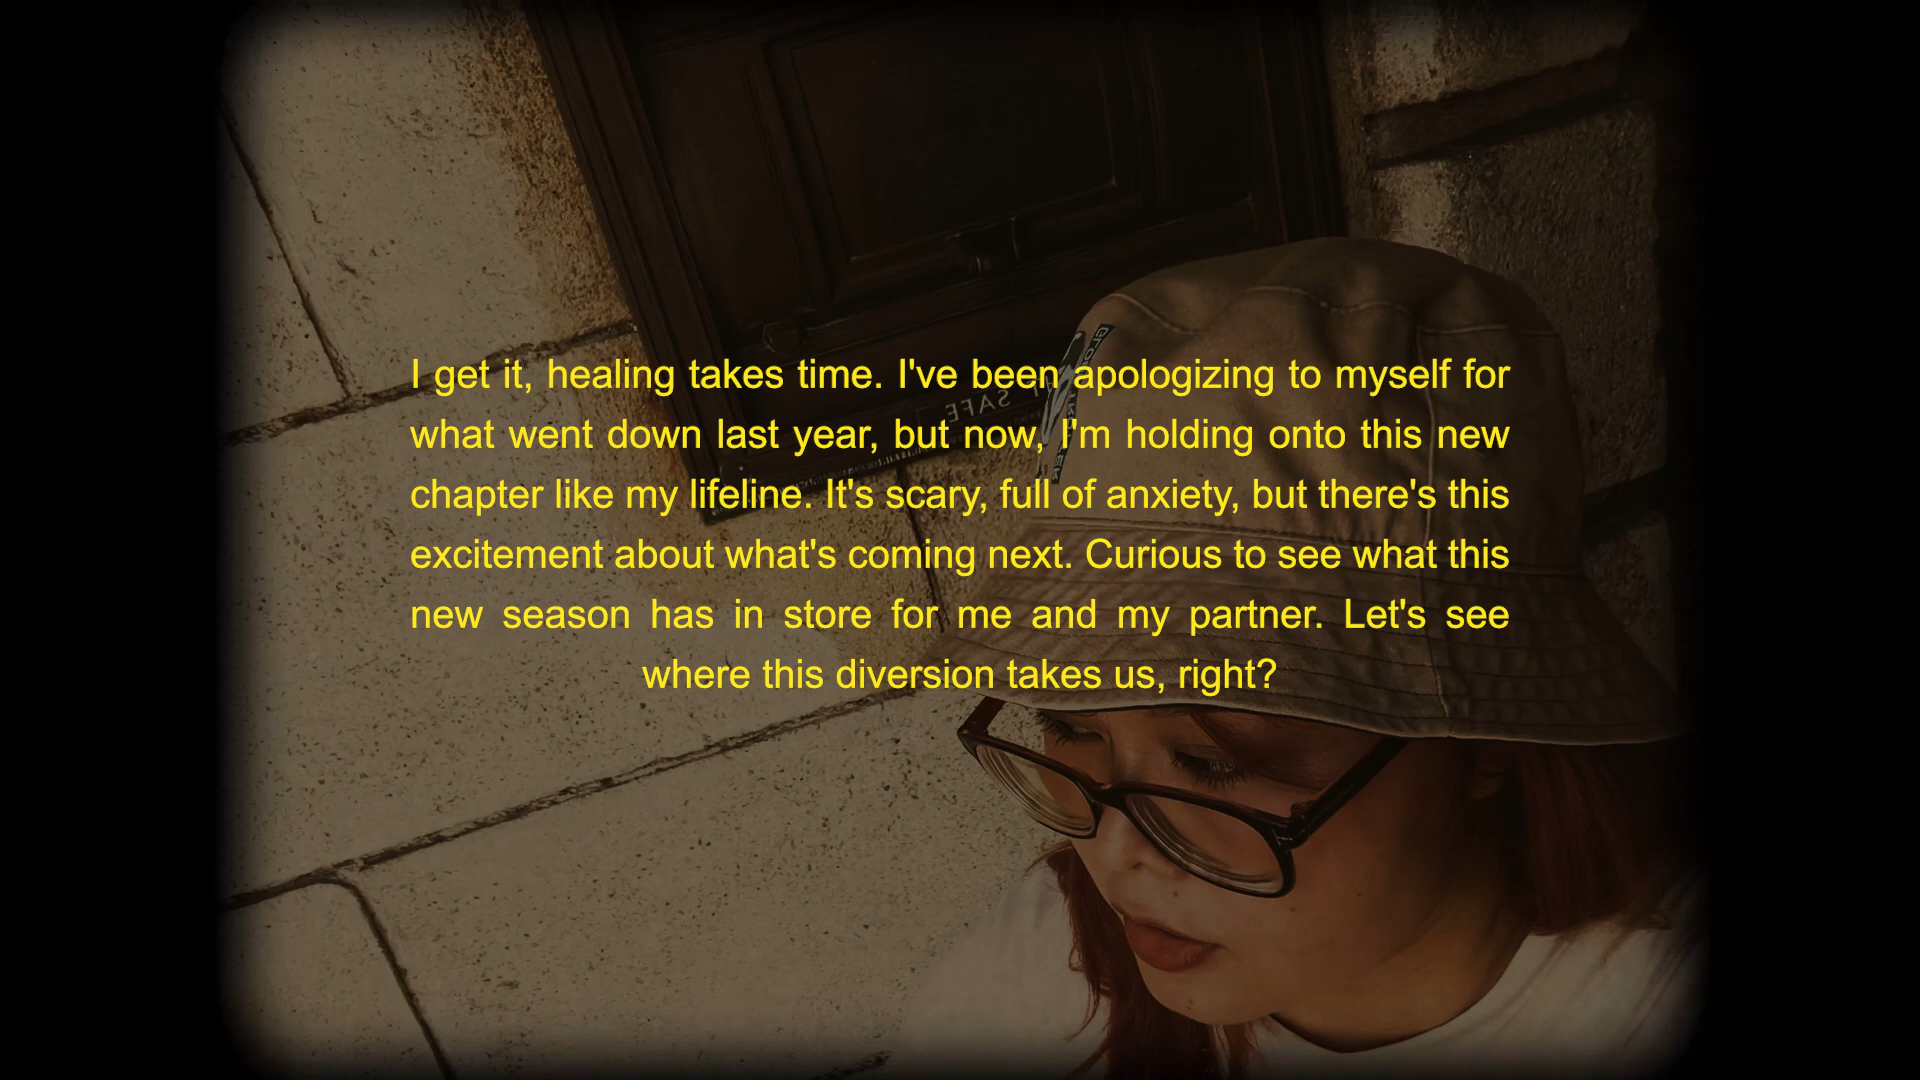 I get it, healing takes time. I've been apologizing to myself for
what went down last year, but now, I'm holding onto this new
chapter like my lifeline. It's scary, full of anxiety, but there's this
excitement about what's coming next. Curious to see what this
new season has in store for me and my partner. Let's see
where this diversion takes us, right?
SAFE